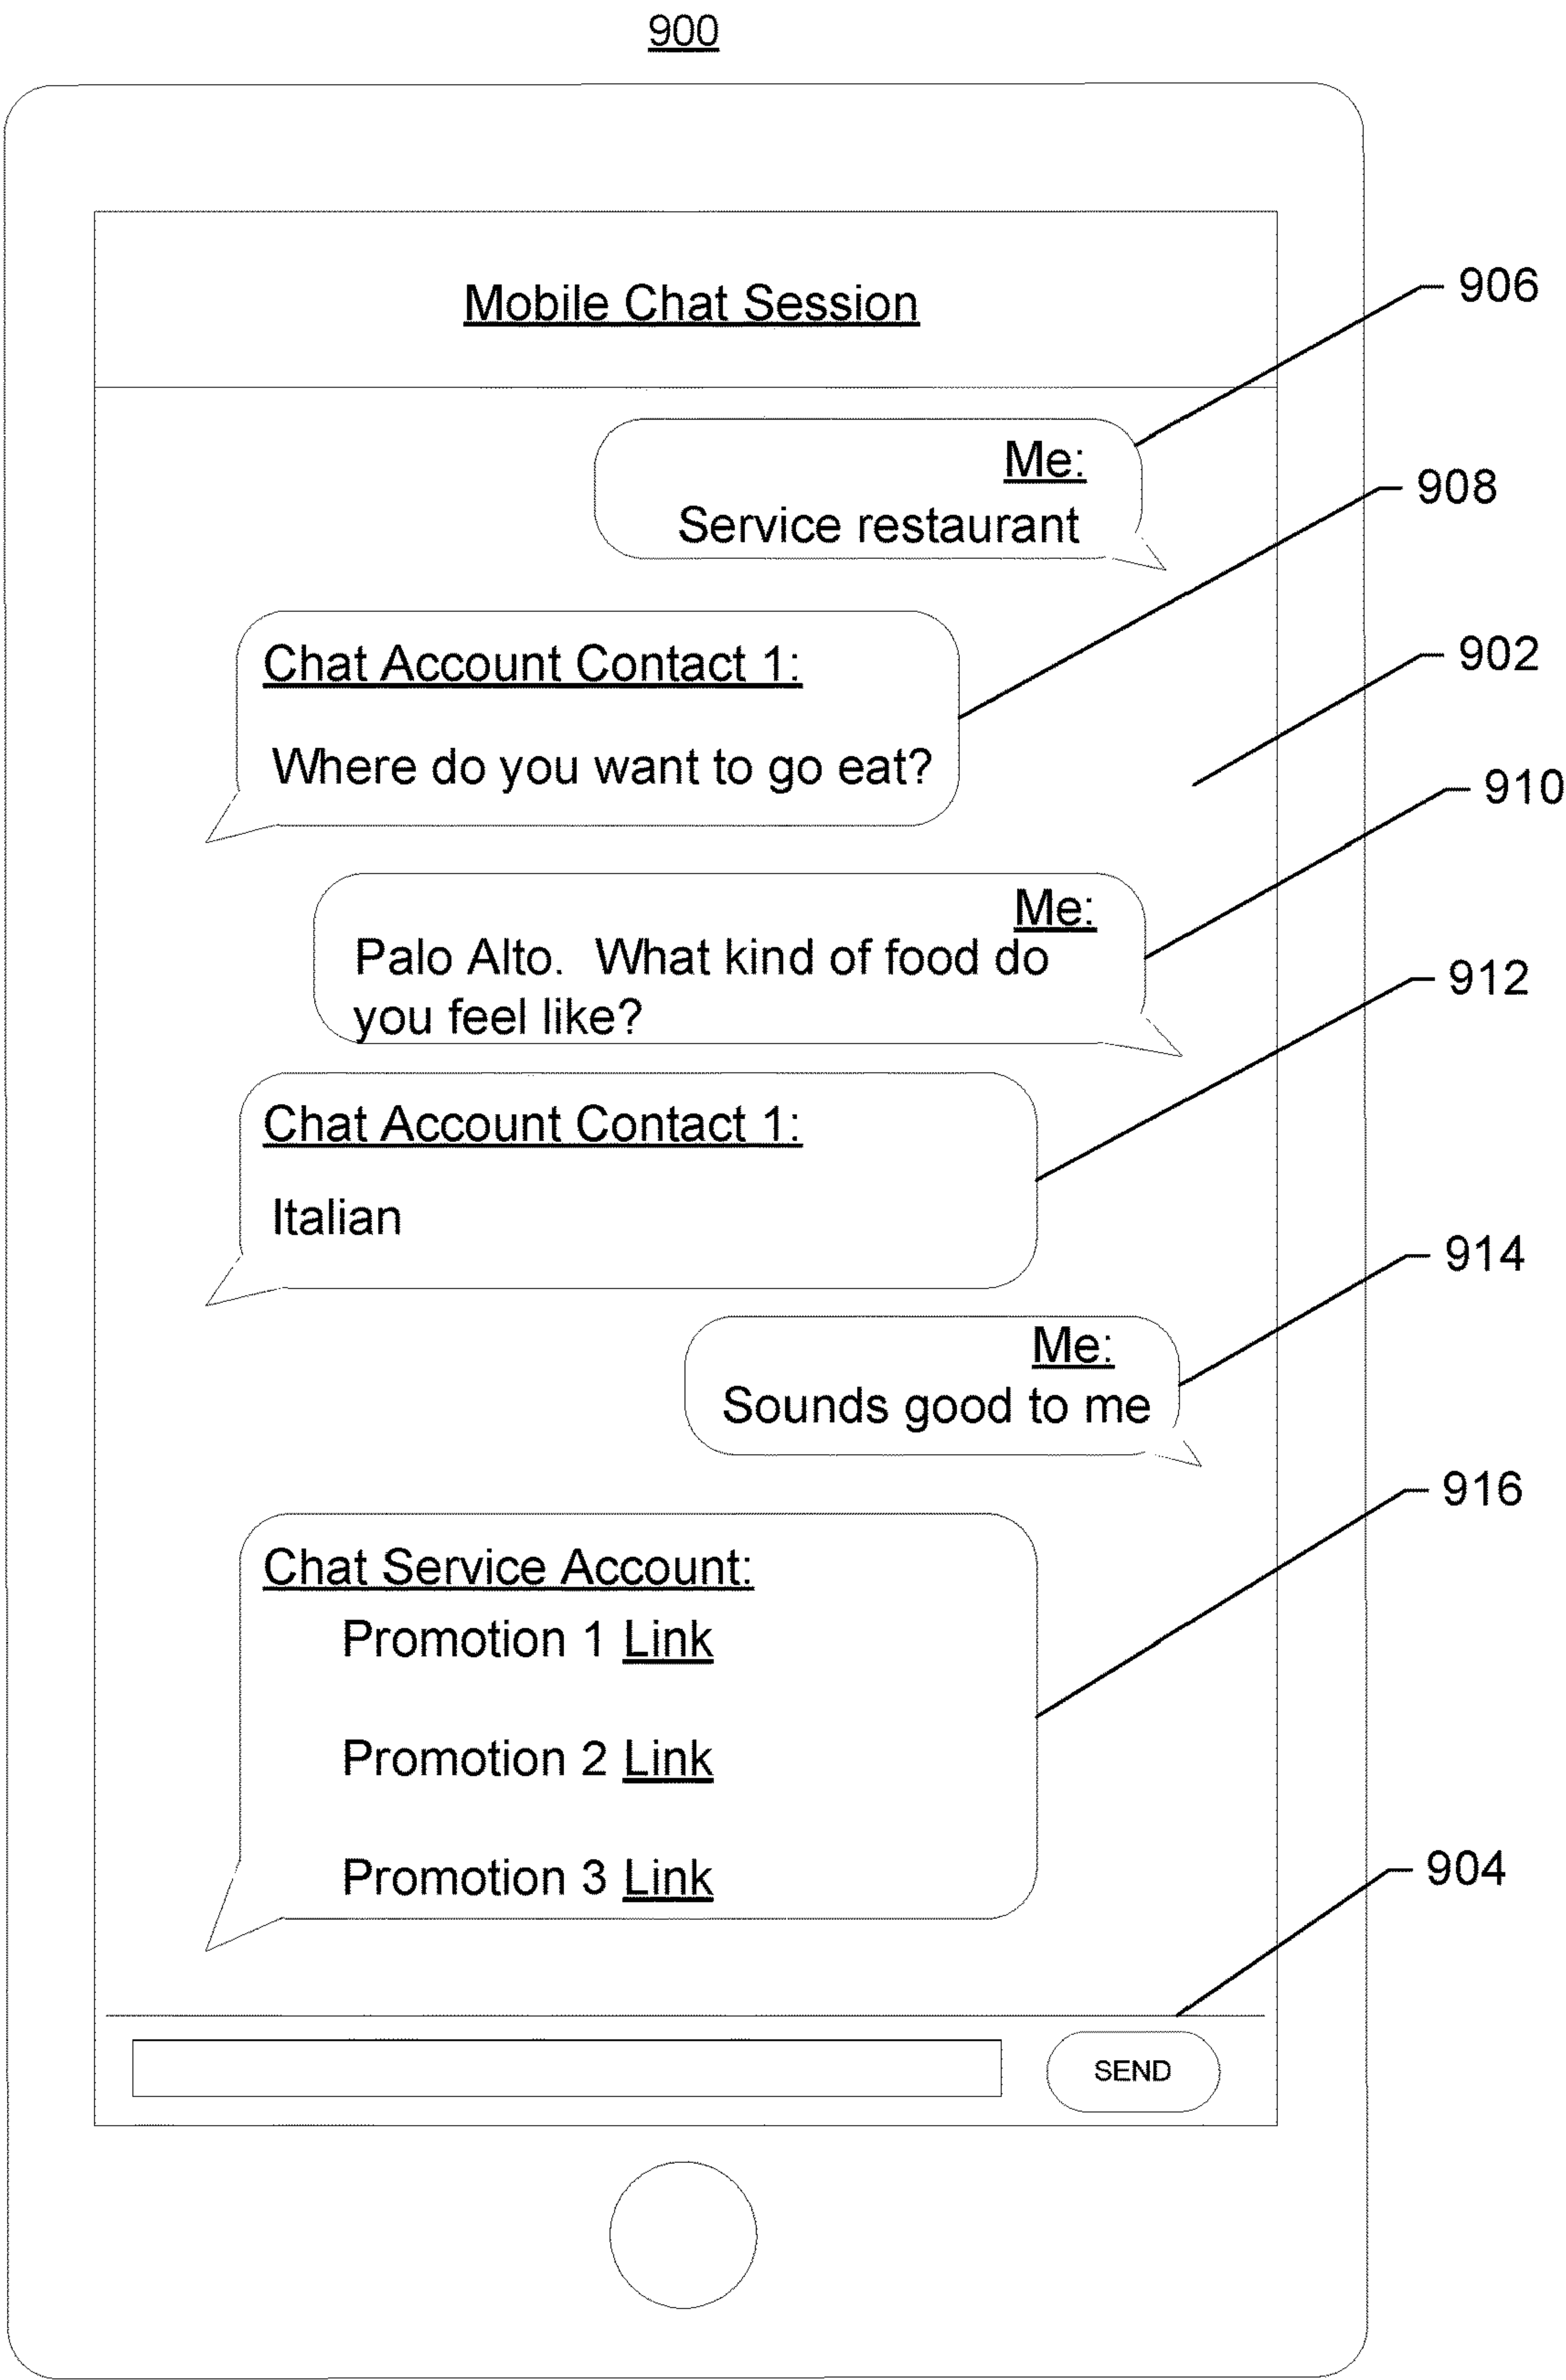 900
Mobile Chat Session
906
Me:
Service restaurant
908
Chat Account Contact 1:
902
Where do you want to go eat?
910
Me:
Palo Alto.  What kind of food do
you feel like?
912
Chat Account Contact 1:
Italian
914
Me:
Sounds good to me
916
Chat Service Account:
Promotion 1 Link
Promotion 2 Link
Promotion 3 Link
904
SEND